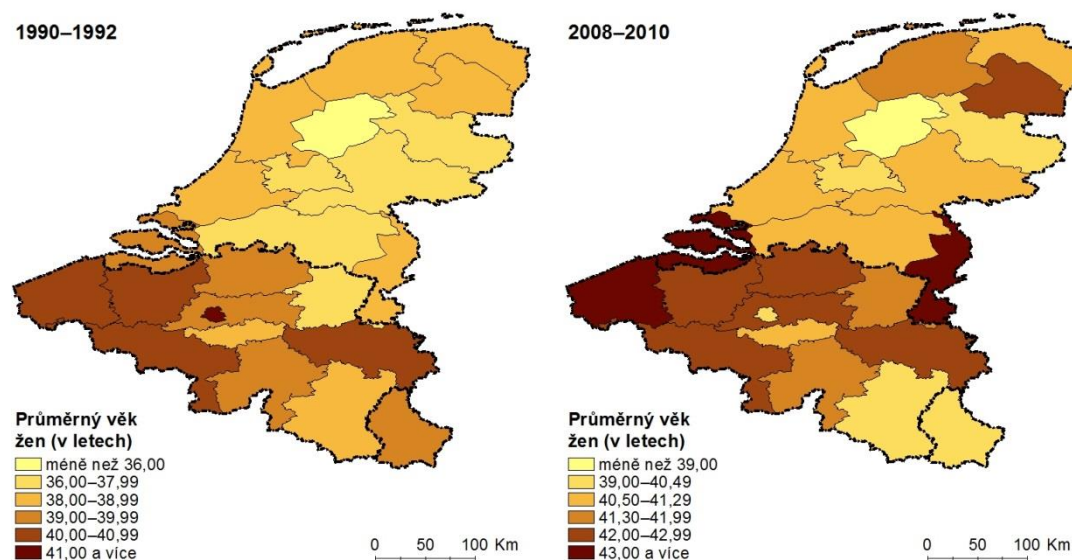 1990–1992
Průměrný věk
žen (v letech)
méně než 36,00
36,00–37,99
38,00–38,99
39,00–39,99
40,00–40,99
41,00 a více
0 50 100 Km
2008–2010
Průměrný věk
žen (v letech)
méně než 39,00
39,00–40,49
40,50–41,29
41,30–41,99
42,00–42,99
43,00 a více
0 50 100 Km